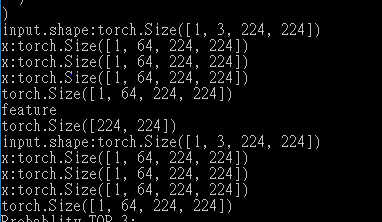 )
input.shape:torch.Size([1, 3, 224, 224])
x:torch.Size([1, 64, 224, 224])
x:torch.Size([1, 64, 224, 224])
x:torch.Size([1, 64, 224, 224])
torch.Size([1, 64, 224, 224])
feature
torch.Size([224, 224])
input.shape:torch.Size([1, 3, 224, 224])
x:torch.Size([1, 64, 224, 224])
x:torch.Size([1, 64, 224, 224])
x:torch.Size([1, 64, 224, 224])
torch.Size([1, 64, 224, 224])
Probablity TOP-3: